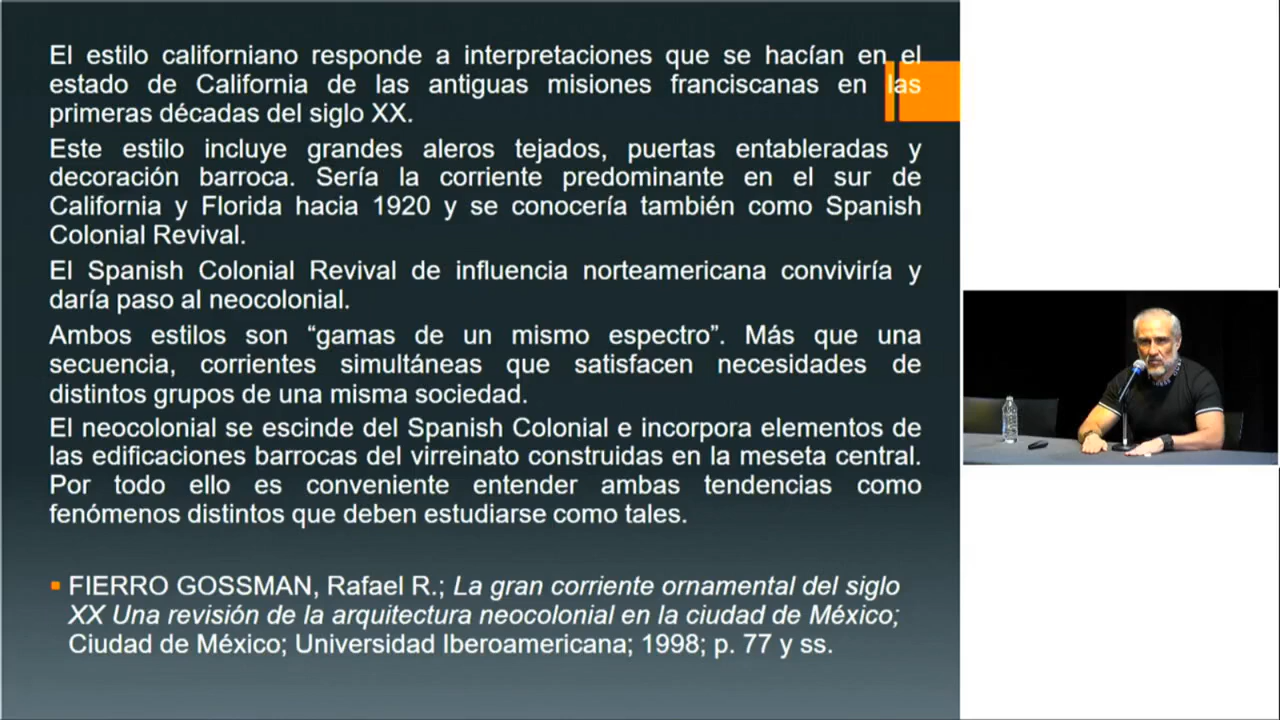 El estilo californiano responde a interpretaciones que se hacían en el
estado de California de las antiguas misiones franciscanas en las
primeras décadas del siglo XX.
Este estilo incluye grandes aleros tejados, puertas entableradas y
decoración barroca. Sería la corriente predominante en el sur de
California y Florida hacia 1920 y se conocería también como Spanish
Colonial Revival.
El Spanish Colonial Revival de influencia norteamericana conviviría y
daría paso al neocolonial.
Ambos estilos son “gamas de un mismo espectro”. Más que una
secuencia, corrientes simultáneas que satisfacen necesidades de
distintos grupos de una misma sociedad.
El neocolonial se escinde del Spanish Colonial e incorpora elementos de
las edificaciones barrocas del virreinato construidas en la meseta central.
Por todo ello es conveniente entender ambas tendencias como
fenómenos distintos que deben estudiarse como tales.
FIERRO GOSSMAN, Rafael R.; La gran corriente ornamental del siglo
XX Una revisión de la arquitectura neocolonial en la ciudad de México;
Ciudad de México; Universidad Iberoamericana; 1998; p. 77 y ss.